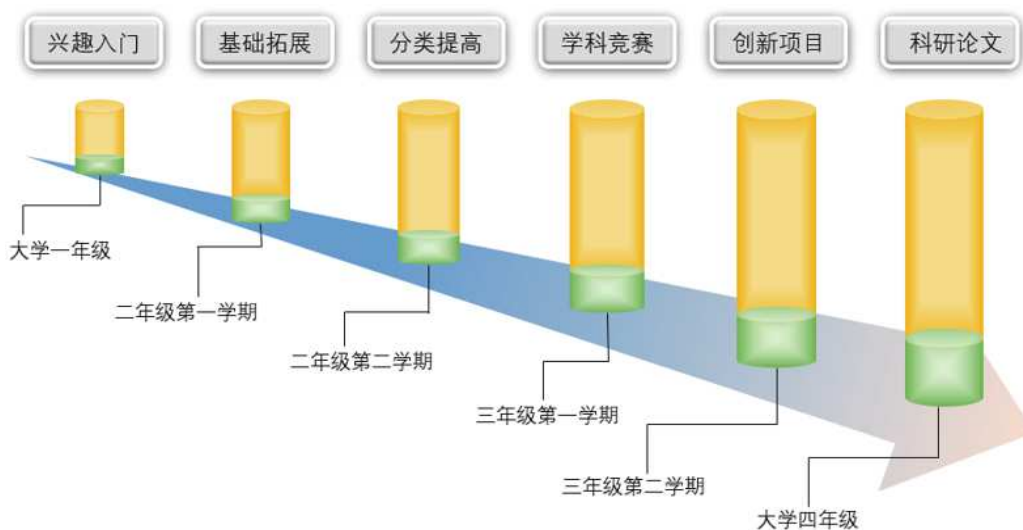 兴趣入门
基础拓展
分类提高
学科竞赛
创新项目
科研论文
大学一年级
二年级第一学期
二年级第二学期
三年级第一学期
三年级第二学期
大学四年级